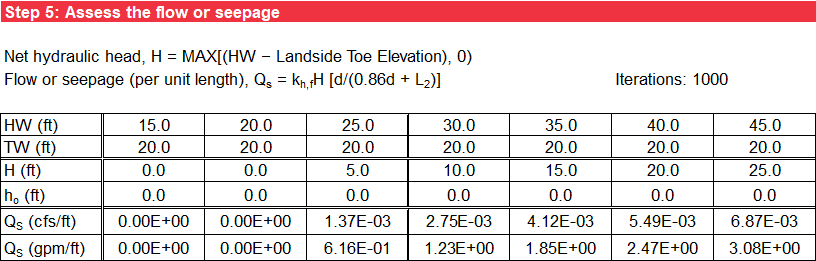 Step 5: Assess the flow or seepage
Net hydraulic head, H = MAX[(HW − Landside Toe Elevation), 0)
Flow or seepage (per unit length), Qs = kh,fH [d/(0.86d + L2)] Iterations: 1000
HW (ft) 15.0 20.0 25.0 30.0 35.0 40.0 45.0
TW (ft) 20.0 20.0 20.0 20.0 20.0 20.0 20.0
H (ft) 0.0 0.0 5.0 10.0 15.0 20.0 25.0
ho (ft) 0.0 0.0 0.0 0.0 0.0 0.0 0.0
QS (cfs/ft) 0.00E+00 0.00E+00 1.37E-03 2.75E-03 4.12E-03 5.49E-03 6.87E-03
QS (gpm/ft) 0.00E+00 0.00E+00 6.16E-01 1.23E+00 1.85E+00 2.47E+00 3.08E+00